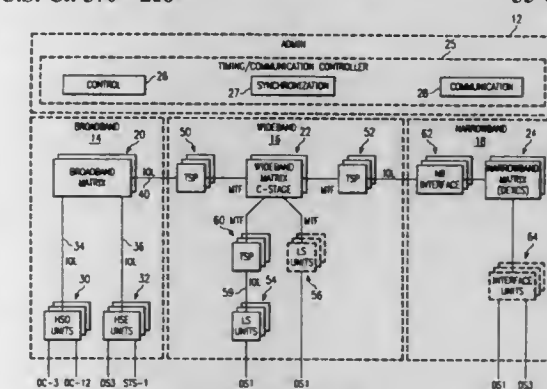 12
ADMIN
25
TIMING/COMMUNICATION CONTROLLER
CONTROL
26
SYNCHRONIZATION
27
COMMUNICATION
28
BROADBAND
14
20
BROADBAND
MATRIX
IOL
40
34
36
IOL
IOL
30
32
HSO
UNITS
HSE
UNITS
OC-3
OC-12
DS3
STS-1
WIDEBAND
16
50
TSP
MTF
22
WIDEBAND
MATRIX
C-STAGE
MTF
52
TSP
IOL
MTF
MTF
60
TSP
LS
UNITS
56
59
IOL
54
LS
UNITS
DS1
DS1
NARROWBAND
18
62
NB
INTERFACE
24
NARROWBAND
MATRIX
64
INTERFACE
UNITS
DS1
DS3